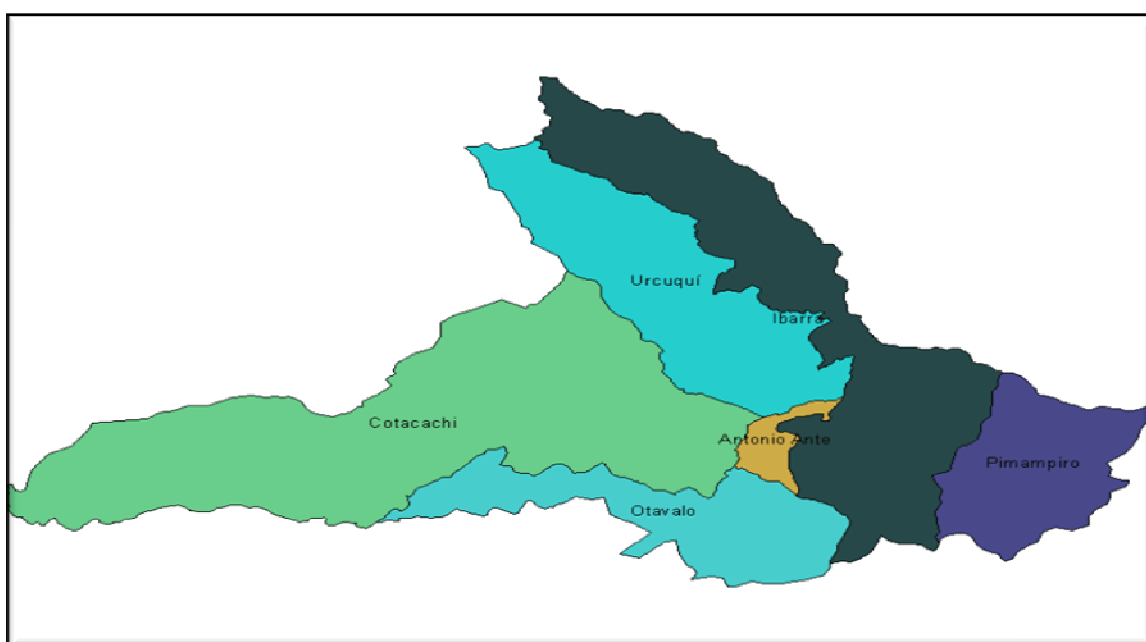 Urcuquí
Ibarra
Cotacachi
Antonio Ante
Pimampiro
Otavalo